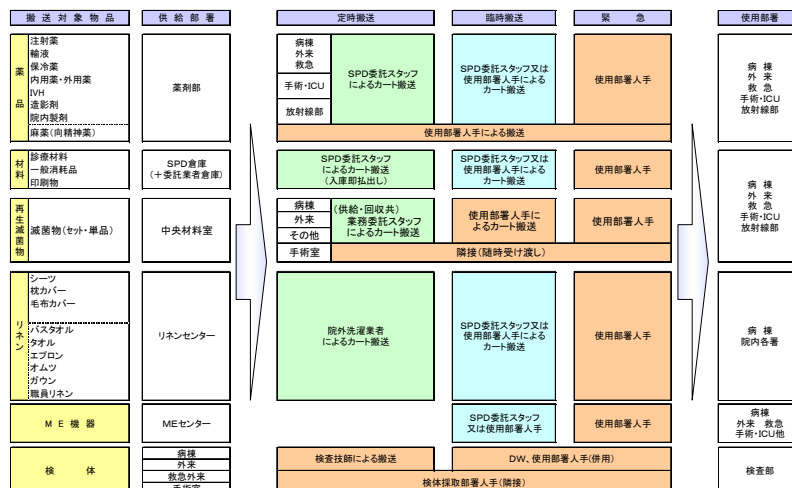 搬送対象物品
供給部署
定時搬送
臨時搬送
緊急
使用部署
薬品
注射薬
輸液
保冷薬
内用薬・外用薬
IVH
造影剤
院内製剤
麻薬(向精神薬)
薬剤部
病棟
外来
救急
手術・ICU
放射線部
SPD委託スタッフ
によるカート搬送
SPD委託スタッフ又は
使用部署人手による
カート搬送
使用部署人手
使用部署人手による搬送
病棟
外来
救急
手術・ICU
放射線部
材料
診療材料
一般消耗品
印刷物
SPD倉庫
(+委託業者倉庫)
SPD委託スタッフ
によるカート搬送
(入庫即払出し)
SPD委託スタッフ又は
使用部署人手による
カート搬送
使用部署人手
病棟
外来
救急
手術・ICU
放射線部
再生滅菌物
滅菌物(セット・単品)
中央材料室
病棟
外来
その他
手術室
(供給・回収共)
業務委託スタッフ
によるカート搬送
使用部署人手に
よるカート搬送
使用部署人手
隣接(随時受け渡し)
リネン
シーツ
枕カバー
毛布カバー
バスタオル
タオル
エプロン
オムツ
ガウン
職員リネン
リネンセンター
院外洗濯業者
によるカート搬送
SPD委託スタッフ又は
使用部署人手による
カート搬送
使用部署人手
病棟
院内各署
ME機器
MEセンター
SPD委託スタッフ
又は使用部署人手
使用部署人手
病棟
外来 救急
手術・ICU他
検体
病棟
外来
救急外来
手術室
検査技師による搬送
DW、使用部署人手(併用)
検体採取部署人手(隣接)
検査部